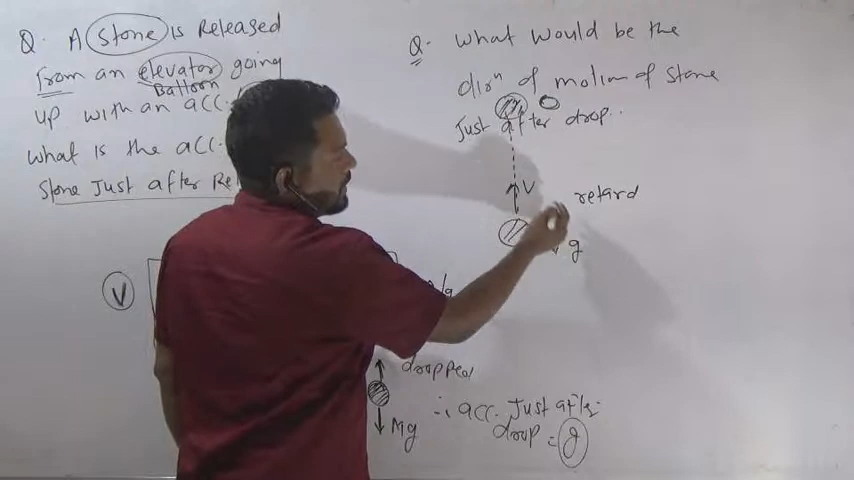 Q. A stone is Released
from an elevator going
Balloon
up with an acc.
what is the acc.
stone Just after Re
V
dropped
Mg
∴ acc. Just after
drop = g
Q. what would be the
dirⁿ of motion of stone
Just after drop..
V
retard
g